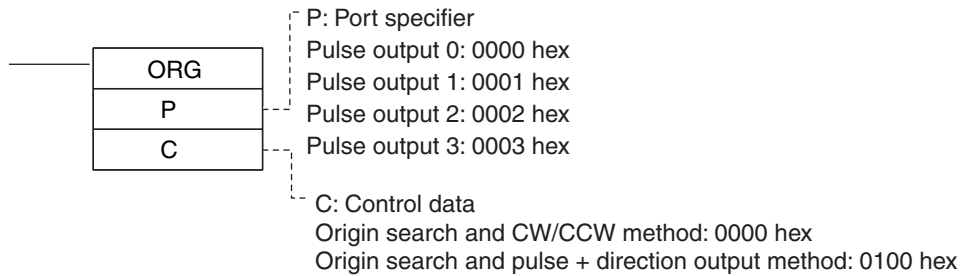 P: Port specifier
Pulse output 0: 0000 hex
ORG
Pulse output 1: 0001 hex
P
Pulse output 2: 0002 hex
C
Pulse output 3: 0003 hex
C: Control data
Origin search and CW/CCW method: 0000 hex
Origin search and pulse + direction output method: 0100 hex